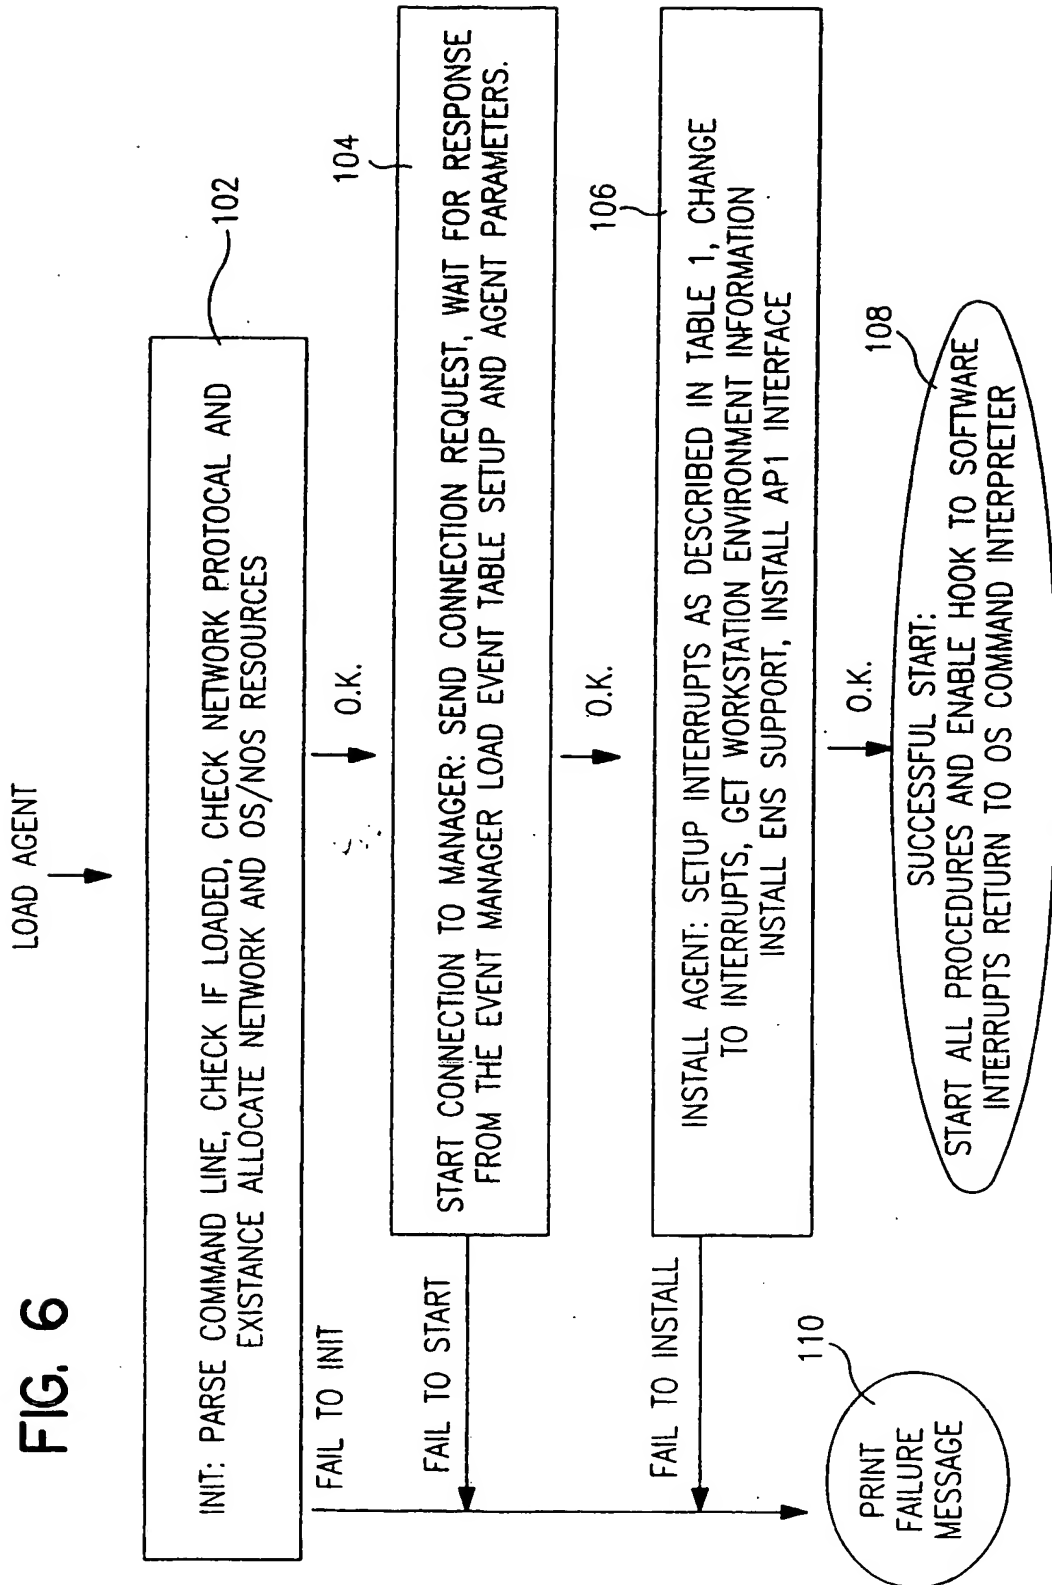 FIG. 6
LOAD AGENT
102
INIT: PARSE COMMAND LINE, CHECK IF LOADED, CHECK NETWORK PROTOCAL AND
EXISTANCE ALLOCATE NETWORK AND OS/NOS RESOURCES
FAIL TO INIT
O.K.
104
START CONNECTION TO MANAGER: SEND CONNECTION REQUEST, WAIT FOR RESPONSE
FROM THE EVENT MANAGER LOAD EVENT TABLE SETUP AND AGENT PARAMETERS.
FAIL TO START
O.K.
106
INSTALL AGENT: SETUP INTERRUPTS AS DESCRIBED IN TABLE 1, CHANGE
TO INTERRUPTS, GET WORKSTATION ENVIRONMENT INFORMATION
INSTALL ENS SUPPORT, INSTALL AP1 INTERFACE
FAIL TO INSTALL
O.K.
110
PRINT
FAILURE
MESSAGE
108
SUCCESSFUL START:
START ALL PROCEDURES AND ENABLE HOOK TO SOFTWARE
INTERRUPTS RETURN TO OS COMMAND INTERPRETER